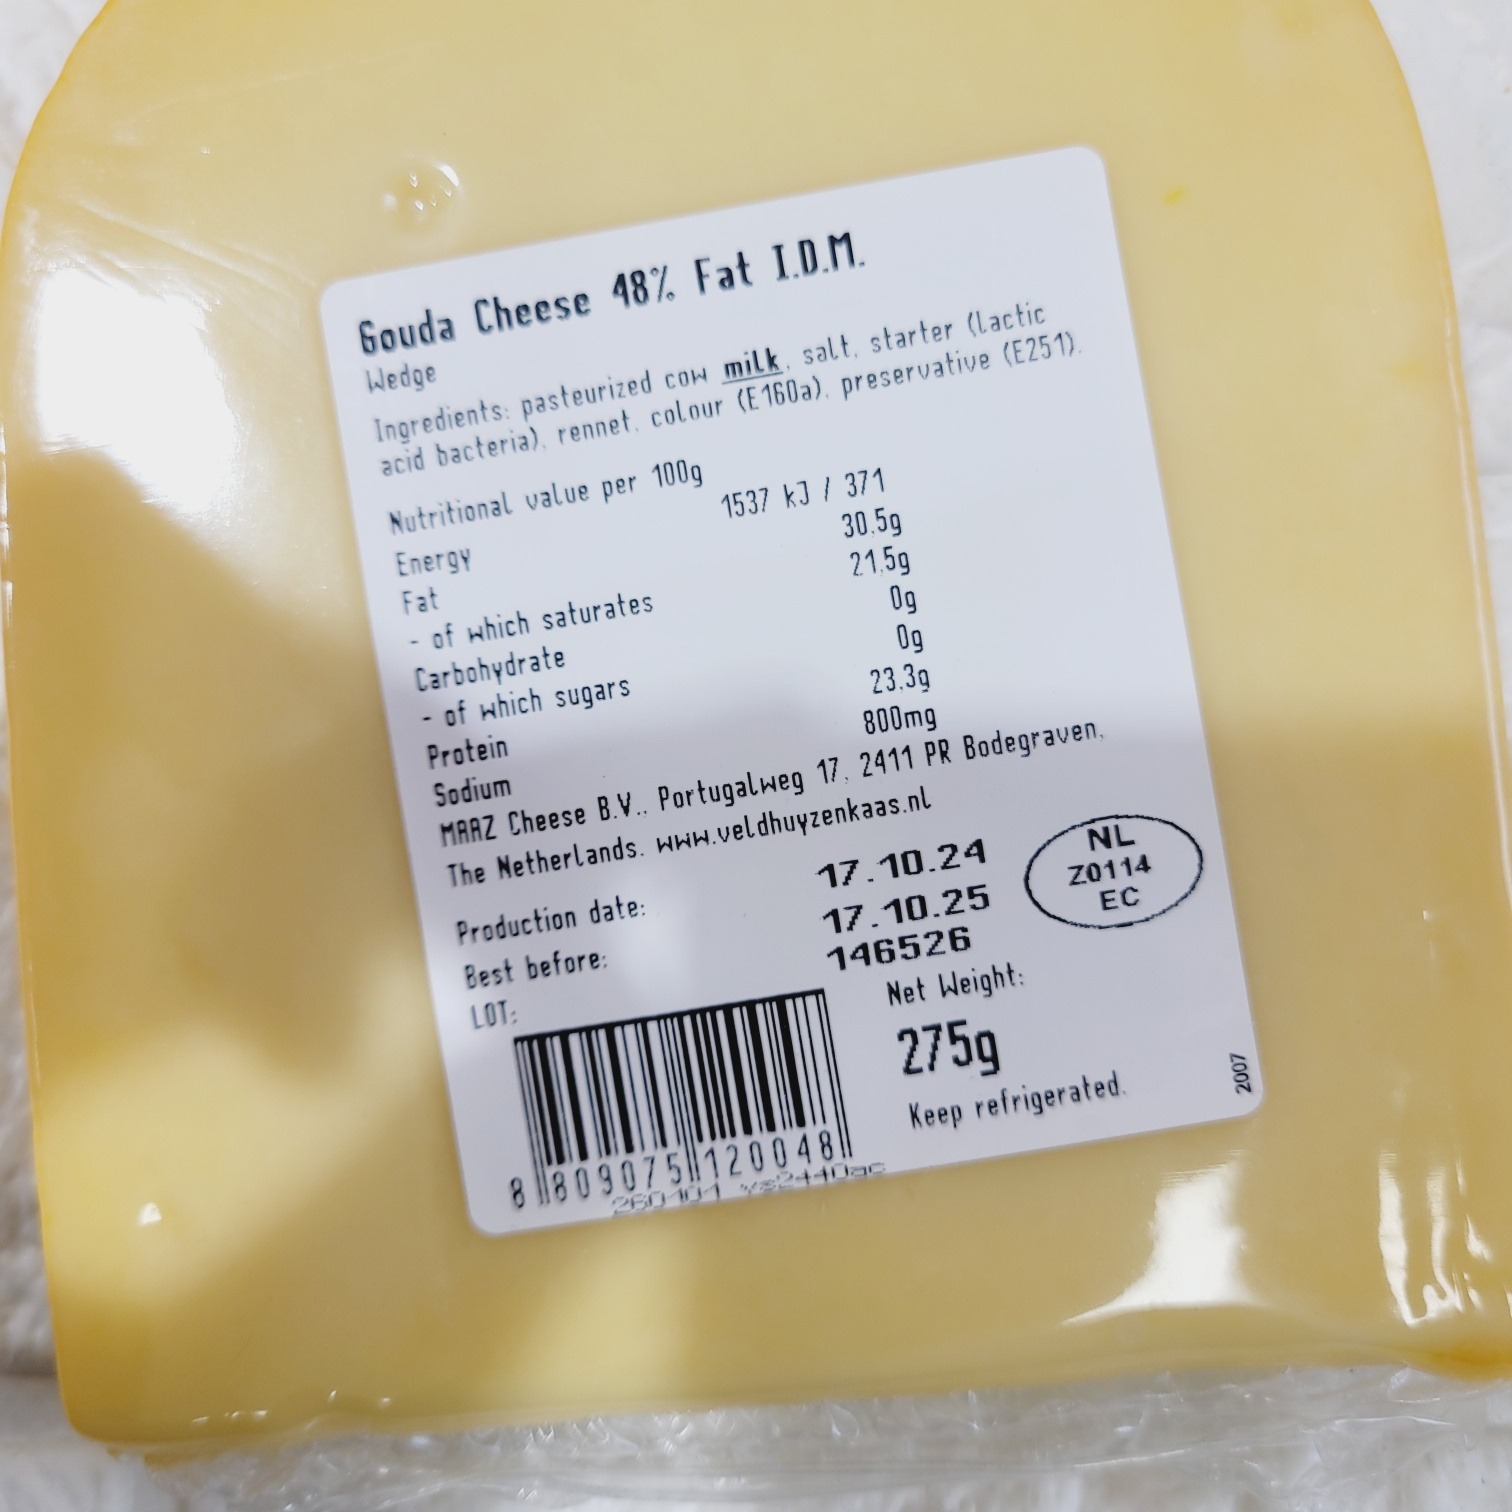 Gouda Cheese 48% Fat I.D.M.
Wedge
Ingredients: pasteurized cow milk, salt, starter (lactic
acid bacteria), rennet, colour (E160a), preservative (E251).
Nutritional value per 100g
Energy 1537 kJ / 371
Fat 30.5g
- of which saturates 21.5g
Carbohydrate 0g
- of which sugars 0g
Protein 23.3g
Sodium 800mg
MAAZ Cheese B.V., Portugalweg 17, 2411 PR Bodegraven,
The Netherlands. www.veldhuyzenkaas.nl
Production date: 17.10.24
Best before: 17.10.25
LOT: 146526
NL
Z0114
EC
Net Weight:
275g
Keep refrigerated.
2007
8 809075 120048